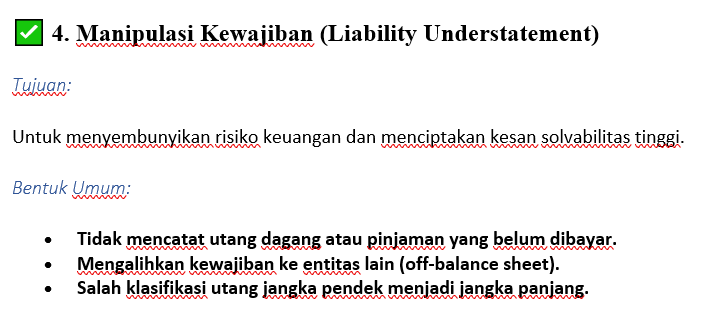 ✅ 4. Manipulasi Kewajiban (Liability Understatement)
Tujuan:
Untuk menyembunyikan risiko keuangan dan menciptakan kesan solvabilitas tinggi.
Bentuk Umum:
• Tidak mencatat utang dagang atau pinjaman yang belum dibayar.
• Mengalihkan kewajiban ke entitas lain (off-balance sheet).
• Salah klasifikasi utang jangka pendek menjadi jangka panjang.